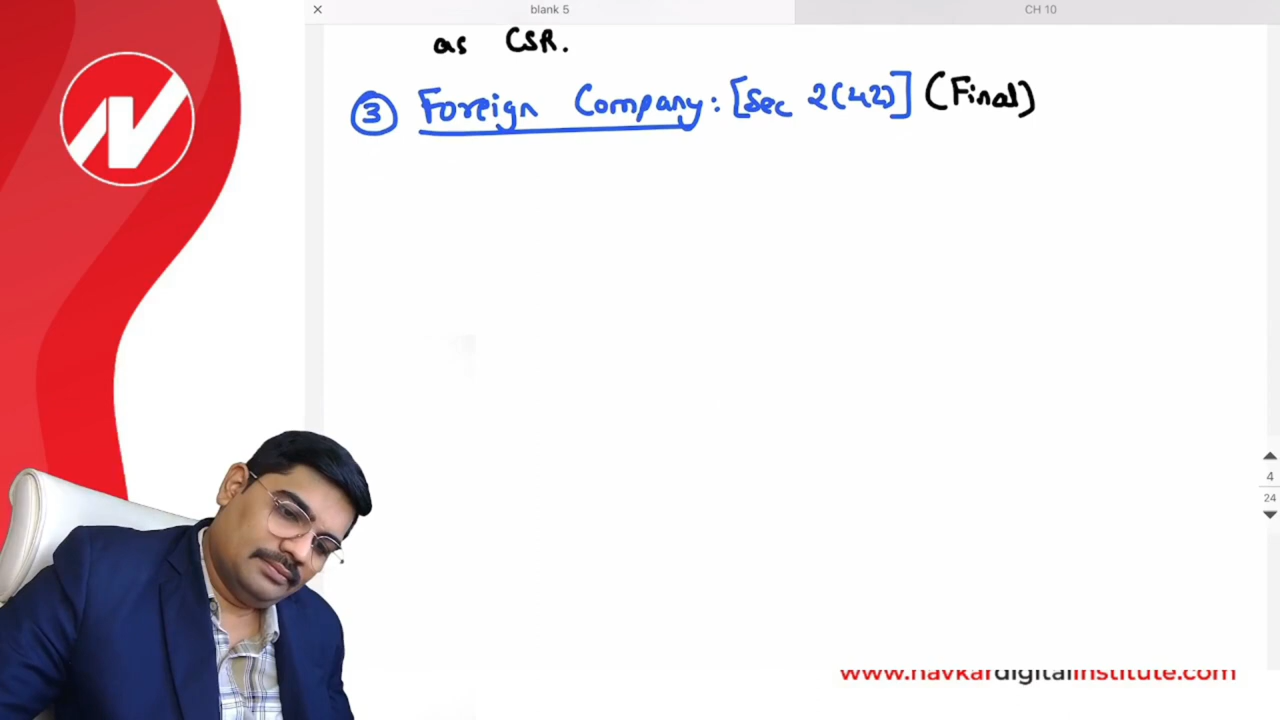 blank 5
CH 10
as CSR.
③ Foreign Company: [Sec 2(42)] (Final)
4
24
www.navkardigitalinstitute.com